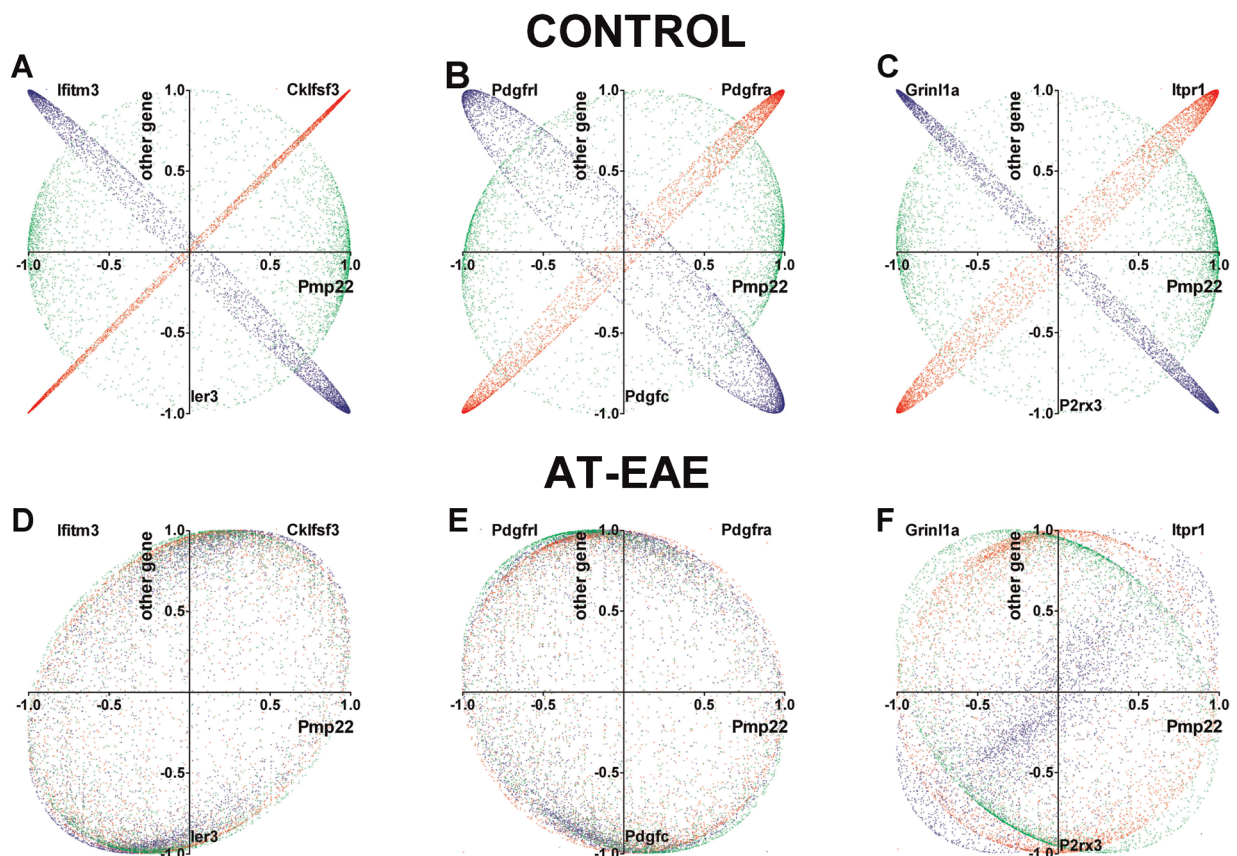 CONTROL
A B C
Ifitm3 Cklfsf3 Pdgfrl Pdgfra Grinl1a Itpr1
1.0 1.0 1.0
other gene other gene other gene
0.5 0.5 0.5
-1.0 -0.5 0.5 1.0 -1.0 -0.5 0.5 1.0 -1.0 -0.5 0.5 1.0
Pmp22 Pmp22 Pmp22
-0.5 -0.5 -0.5
Ier3 Pdgfc P2rx3
-1.0 -1.0 -1.0
AT-EAE
D E F
Ifitm3 Cklfsf3 Pdgfrl Pdgfra Grinl1a Itpr1
1.0 1.0 1.0
other gene other gene other gene
0.5 0.5 0.5
-1.0 -0.5 0.5 1.0 -1.0 -0.5 0.5 1.0 -1.0 -0.5 0.5 1.0
Pmp22 Pmp22 Pmp22
-0.5 -0.5 -0.5
Ier3 Pdgfc P2rx3
-1.0 -1.0 -1.0